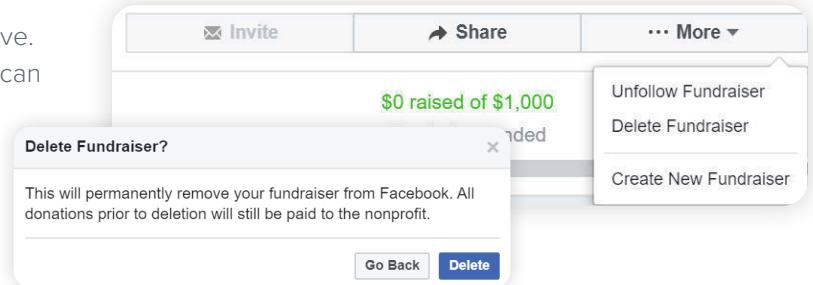 ve.
can
Invite
Share
··· More
$0 raised of $1,000
nded
Unfollow Fundraiser
Delete Fundraiser
Create New Fundraiser
Delete Fundraiser?
This will permanently remove your fundraiser from Facebook. All
donations prior to deletion will still be paid to the nonprofit.
Go Back
Delete